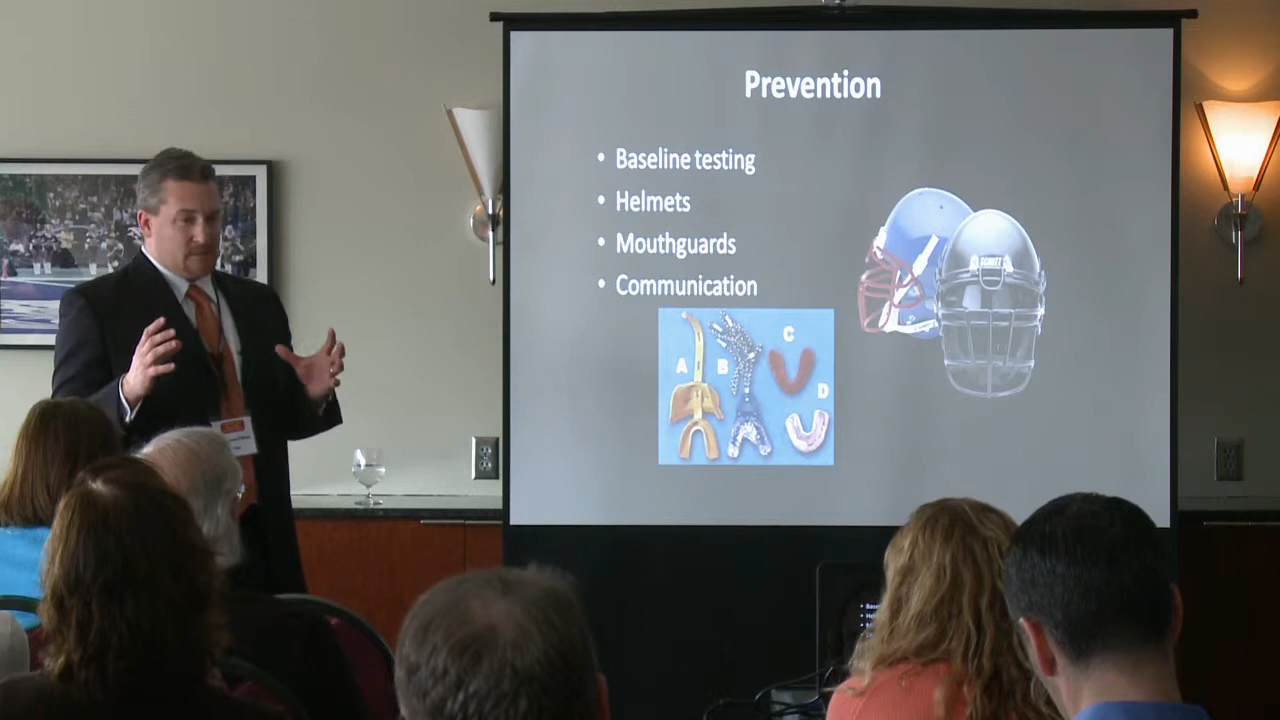 Prevention
• Baseline testing
• Helmets
• Mouthguards
• Communication
SCHUTT
A
B
C
D